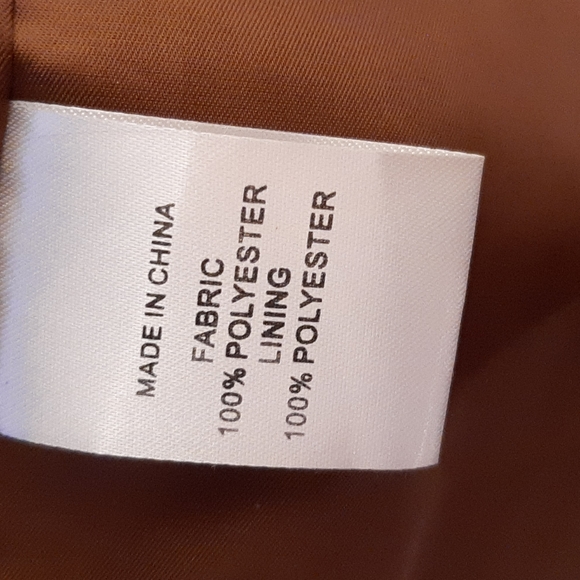 MADE IN CHINA
FABRIC
100% POLYESTER
LINING
100% POLYESTER